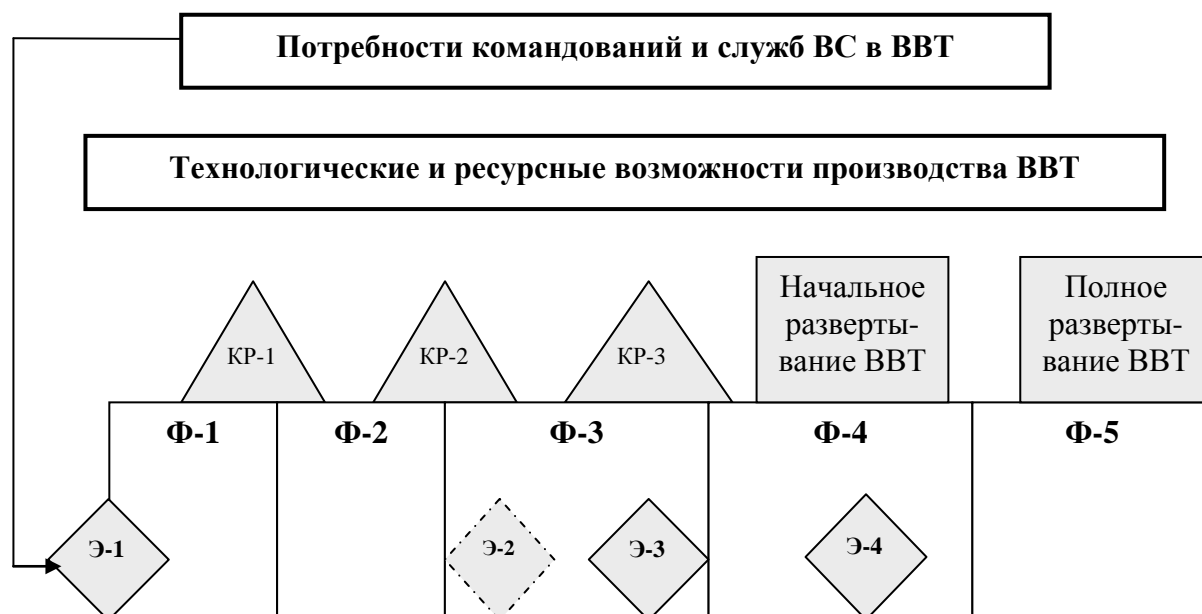 Потребности командований и служб ВС в ВВТ
Технологические и ресурсные возможности производства ВВТ
КР-1
КР-2
КР-3
Начальное
разверты-
вание ВВТ
Полное
разверты-
вание ВВТ
Ф-1
Ф-2
Ф-3
Ф-4
Ф-5
Э-1
Э-2
Э-3
Э-4